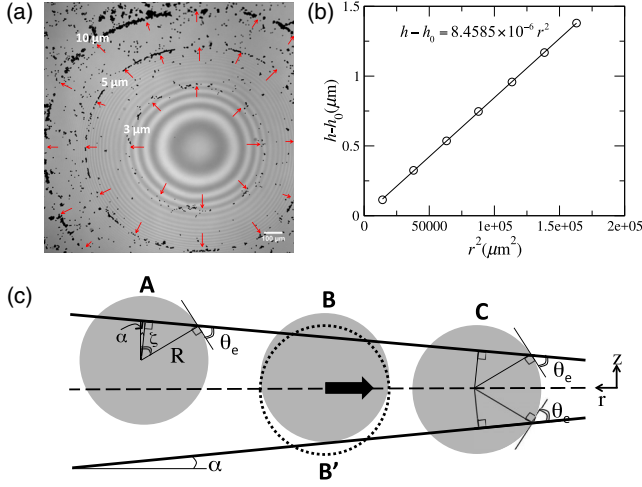 (a)
10 μm
5 μm
3 μm
100 μm
(b)
h − h₀ = 8.4585×10⁻⁶ r²
h-h₀(μm)
1.5
1
0.5
0
0
50000
1e+05
1.5e+05
2e+05
r²(μm²)
(c)
A
B
C
α
ζ
R
θₑ
θₑ
θₑ
z
r
B'
α